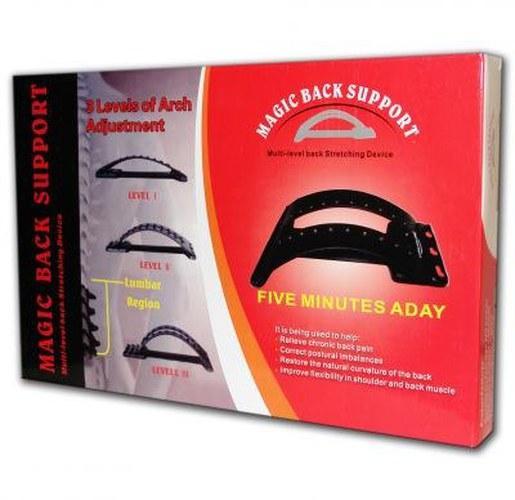 MAGIC BACK SUPPORT
Multi-level back Stretching Device
3 Levels of Arch
Adjustment
LEVEL I
LEVEL II
Lumbar
Region
LEVELL III
MAGIC BACK SUPPORT
Multi-level back Stretching Device
FIVE MINUTES ADAY
It is being used to help:
- Relieve chronic back pain
- Correct postural imbalances
- Restore the natural curvature of the back
- Improve flexibility in shoulder and back muscle